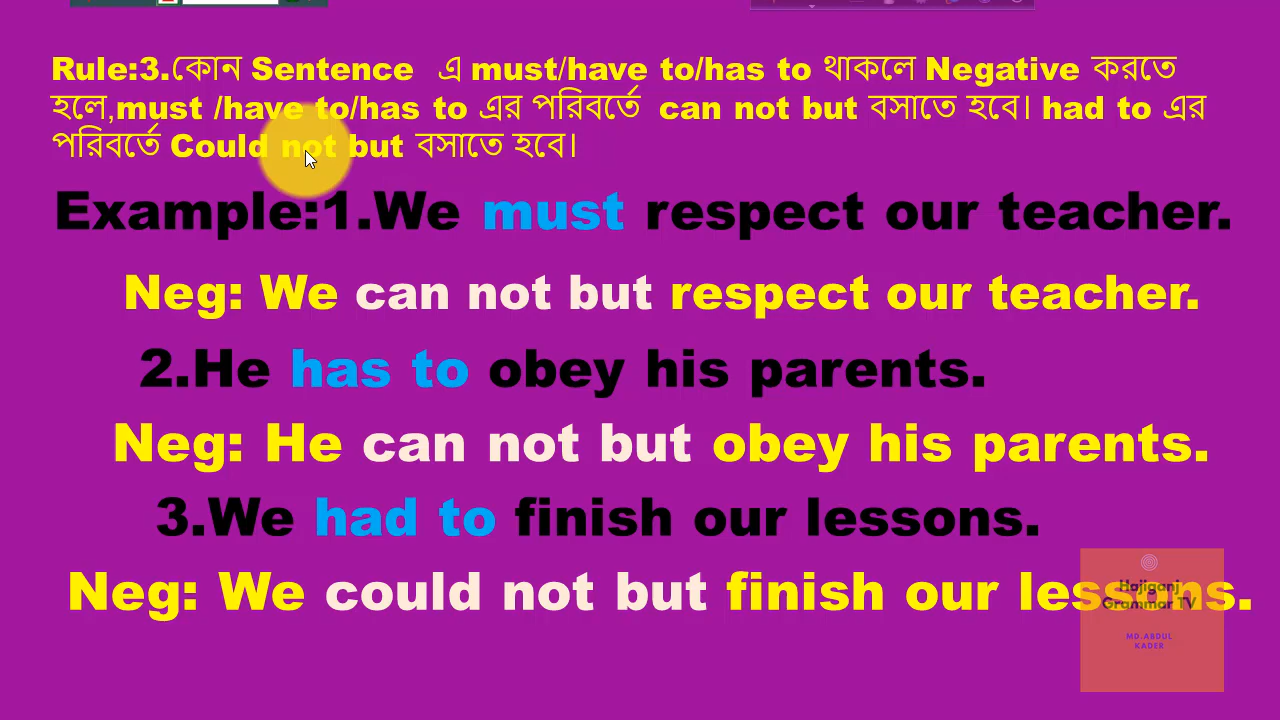 Rule:3.কোন Sentence এ must/have to/has to থাকলে Negative করতে
হলে,must /have to/has to এর পরিবর্তে can not but বসাতে হবে। had to এর
পরিবর্তে Could not but বসাতে হবে।
Example:1.We must respect our teacher.
Neg: We can not but respect our teacher.
2.He has to obey his parents.
Neg: He can not but obey his parents.
3.We had to finish our lessons.
Neg: We could not but finish our lessons.
Hajiganj
Grammar TV
MD.ABDUL
KADER